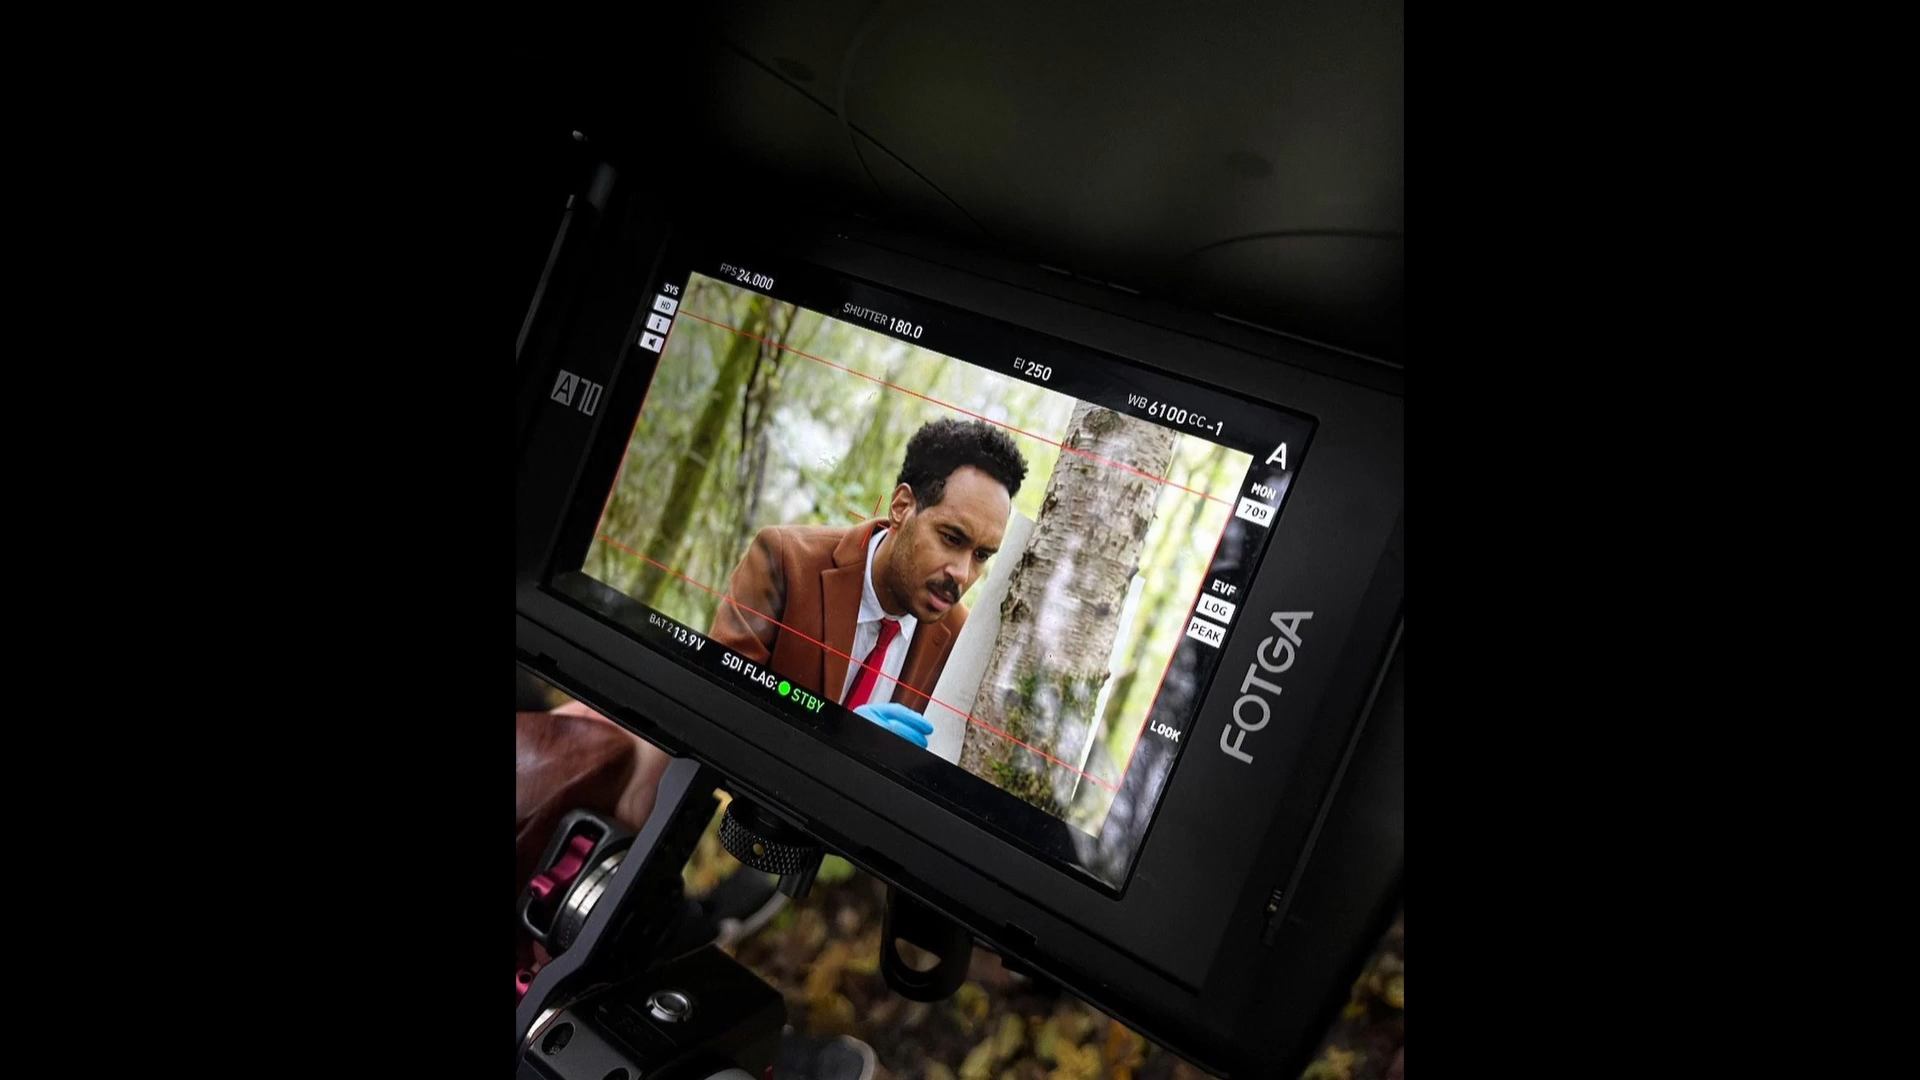 FPS 24.000
SHUTTER 180.0
EI 250
WB 6100 CC -1
SYS
HD
i
A
MON
709
EVF
LOG
PEAK
LOOK
BAT 2 13.9V
SDI FLAG: STBY
A70
FOTGA